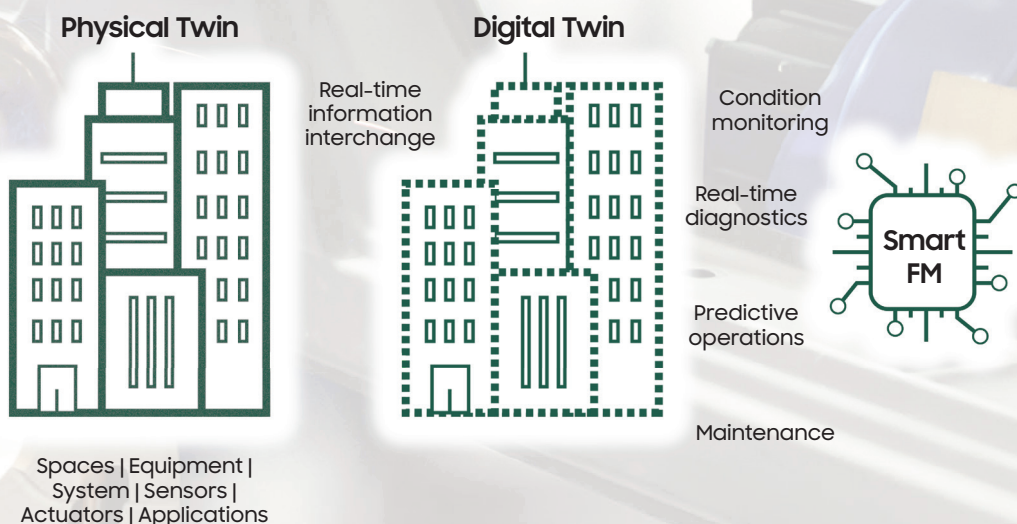 Physical Twin
Digital Twin
Real-time
information
interchange
Condition
monitoring
Real-time
diagnostics
Smart
FM
Predictive
operations
Maintenance
Spaces | Equipment |
System | Sensors |
Actuators | Applications